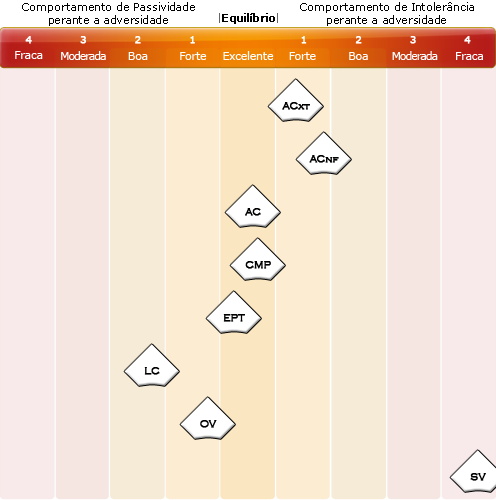 Comportamento de Passividade
perante a adversidade
|Equilíbrio|
Comportamento de Intolerância
perante a adversidade
4 3 2 1 1 2 3 4
Fraca Moderada Boa Forte Excelente Forte Boa Moderada Fraca
ACXT
ACNF
AC
CMP
EPT
LC
OV
SV